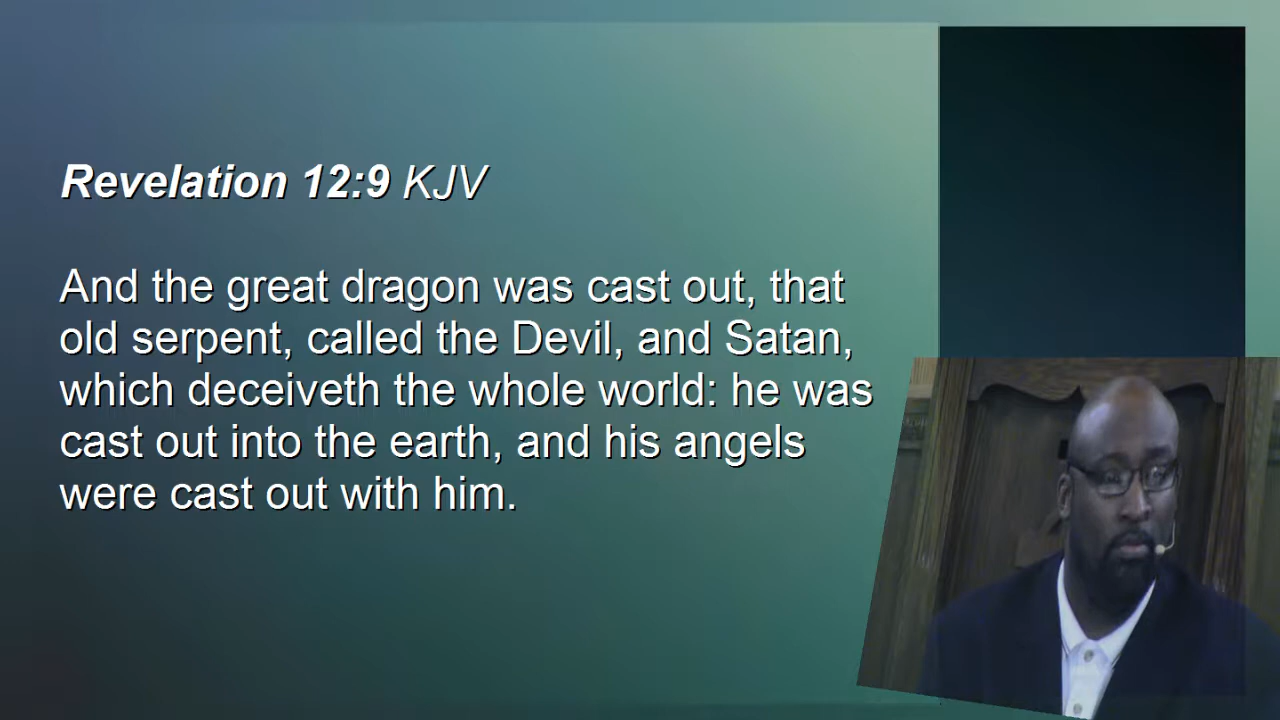 Revelation 12:9 KJV
And the great dragon was cast out, that
old serpent, called the Devil, and Satan,
which deceiveth the whole world: he was
cast out into the earth, and his angels
were cast out with him.